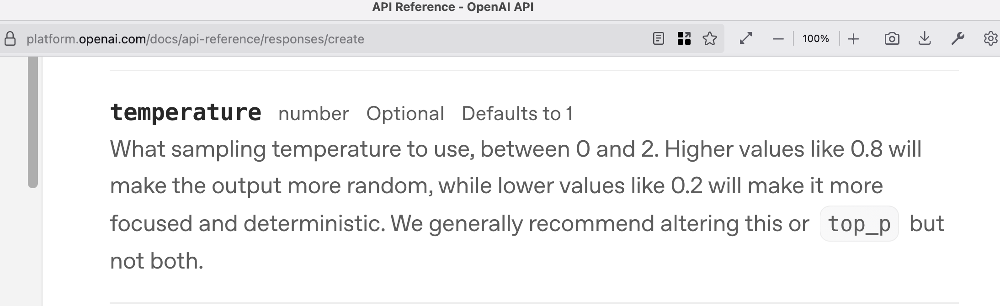 API Reference - OpenAI API
platform.openai.com/docs/api-reference/responses/create
100%
temperature number Optional Defaults to 1
What sampling temperature to use, between 0 and 2. Higher values like 0.8 will
make the output more random, while lower values like 0.2 will make it more
focused and deterministic. We generally recommend altering this or top_p but
not both.